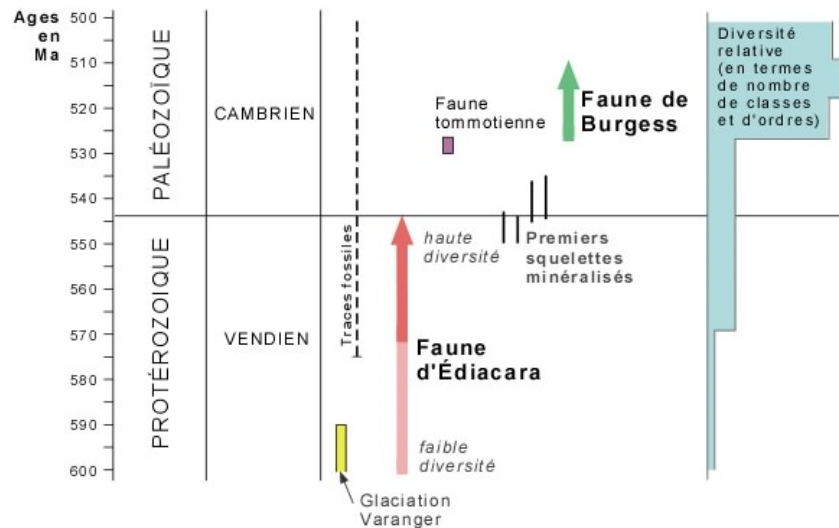 Ages
en
Ma
500
510
520
530
540
550
560
570
580
590
600
PALÉOZOÏQUE
PROTÉROZOIQUE
CAMBRIEN
VENDIEN
Traces fossiles
Faune
tommotienne
Faune de
Burgess
haute
diversité
Premiers
squelettes
minéralisés
Faune
d'Édiacara
faible
diversité
Glaciation
Varanger
Diversité
relative
(en termes
de nombre
de classes
et d'ordres)